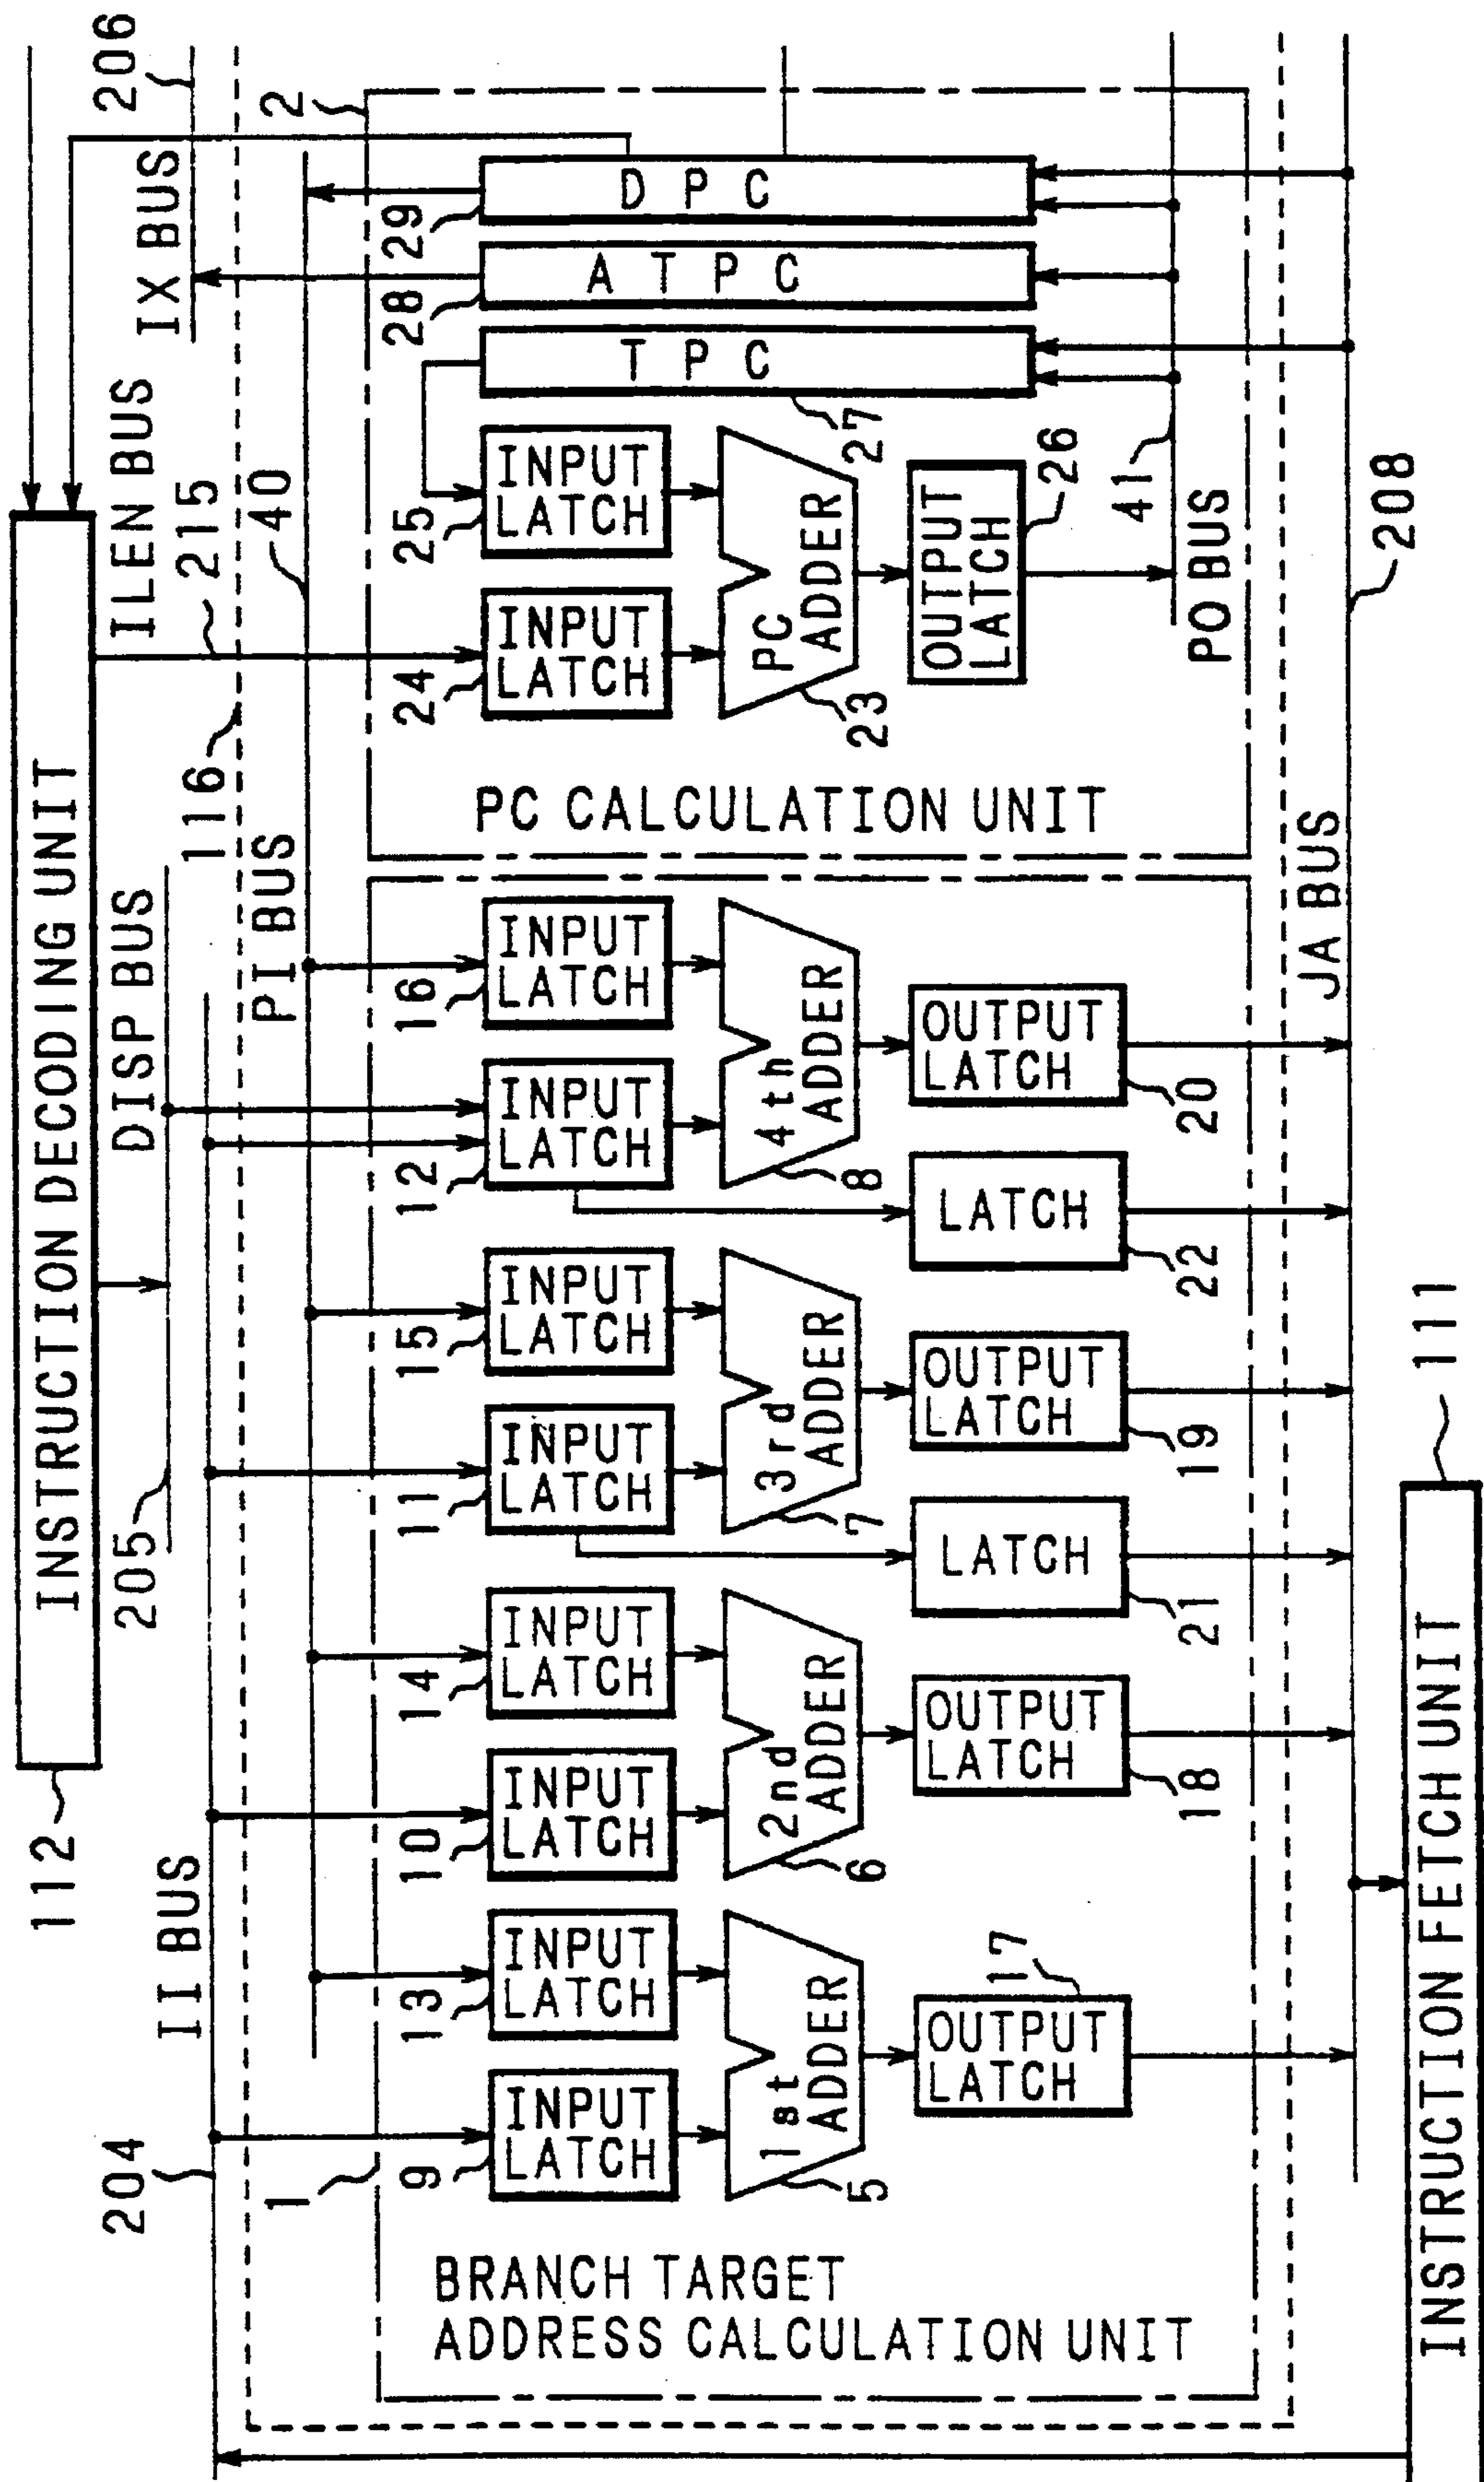 206
IX BUS
2
29
D P C
28
A T P C
T P C
27
ILEN BUS
215
40
25
INPUT
LATCH
24
INPUT
LATCH
PC
ADDER
23
OUTPUT
LATCH
26
41
PO BUS
208
INSTRUCTION DECODING UNIT
112
116
PI BUS
PC CALCULATION UNIT
DISP BUS
205
JA BUS
16
INPUT
LATCH
12
INPUT
LATCH
4th
ADDER
8
OUTPUT
LATCH
20
LATCH
22
15
INPUT
LATCH
11
INPUT
LATCH
3rd
ADDER
7
OUTPUT
LATCH
19
LATCH
21
14
INPUT
LATCH
10
INPUT
LATCH
2nd
ADDER
6
OUTPUT
LATCH
18
II BUS
204
13
INPUT
LATCH
9
INPUT
LATCH
1st
ADDER
5
OUTPUT
LATCH
17
1
BRANCH TARGET
ADDRESS CALCULATION UNIT
111
INSTRUCTION FETCH UNIT